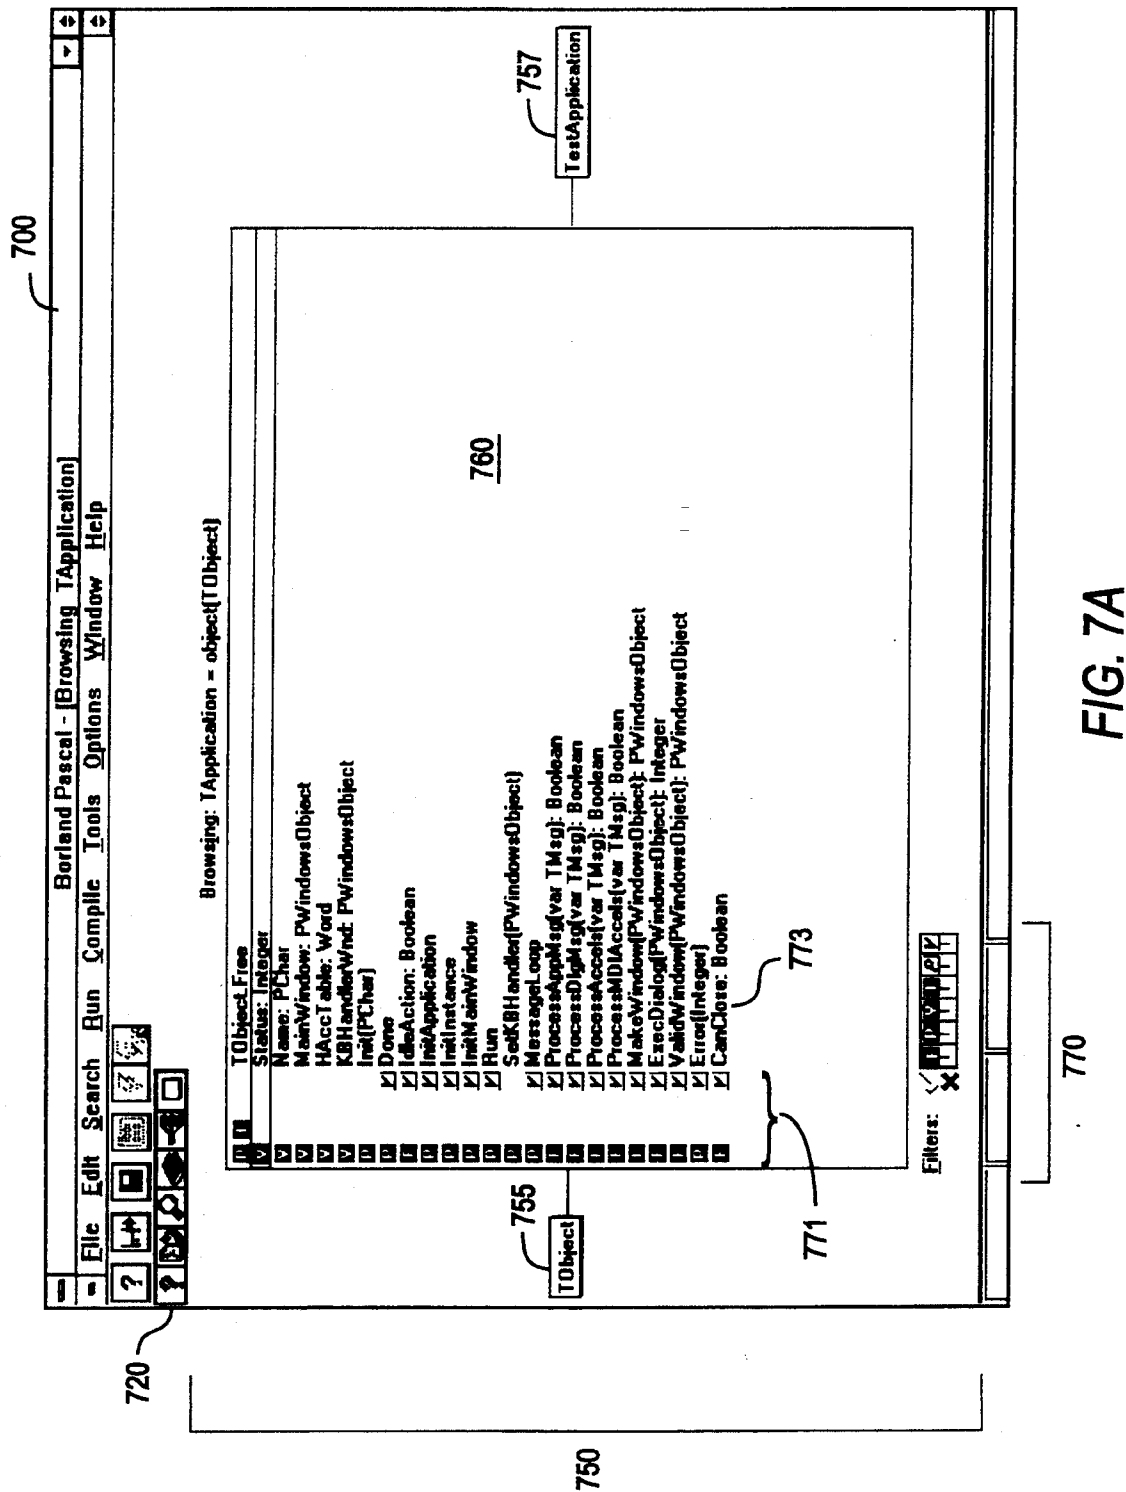 700
Borland Pascal - [Browsing TApplication]
File Edit Search Run Compile Tools Options Window Help
?
?
720
Browsing: TApplication = object(TObject)
TObject.Free
Status: Integer
Name: PChar
MainWindow: PWindowsObject
HAccTable: Word
KBHandlerWnd: PWindowsObject
Init(PChar)
Done
IdleAction: Boolean
InitApplication
InitInstance
InitMainWindow
Run
SetKBHandler(PWindowsObject)
MessageLoop
ProcessAppMsg(var TMsg): Boolean
ProcessDlgMsg(var TMsg): Boolean
ProcessAccels(var TMsg): Boolean
ProcessMDIAccels(var TMsg): Boolean
MakeWindow(PWindowsObject): PWindowsObject
ExecDialog(PWindowsObject): Integer
ValidWindow(PWindowsObject): PWindowsObject
Error(Integer)
CanClose: Boolean
760
755
TObject
757
TestApplication
750
771
773
Filters:
770
FIG. 7A